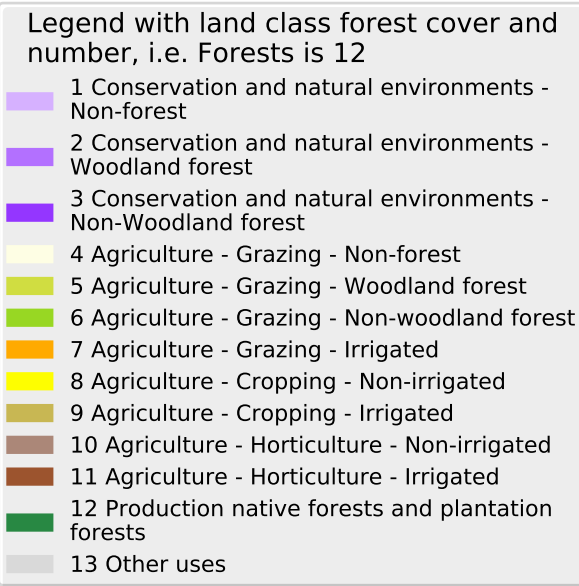 Legend with land class forest cover and
number, i.e. Forests is 12
1 Conservation and natural environments -
Non-forest
2 Conservation and natural environments -
Woodland forest
3 Conservation and natural environments -
Non-Woodland forest
4 Agriculture - Grazing - Non-forest
5 Agriculture - Grazing - Woodland forest
6 Agriculture - Grazing - Non-woodland forest
7 Agriculture - Grazing - Irrigated
8 Agriculture - Cropping - Non-irrigated
9 Agriculture - Cropping - Irrigated
10 Agriculture - Horticulture - Non-irrigated
11 Agriculture - Horticulture - Irrigated
12 Production native forests and plantation
forests
13 Other uses